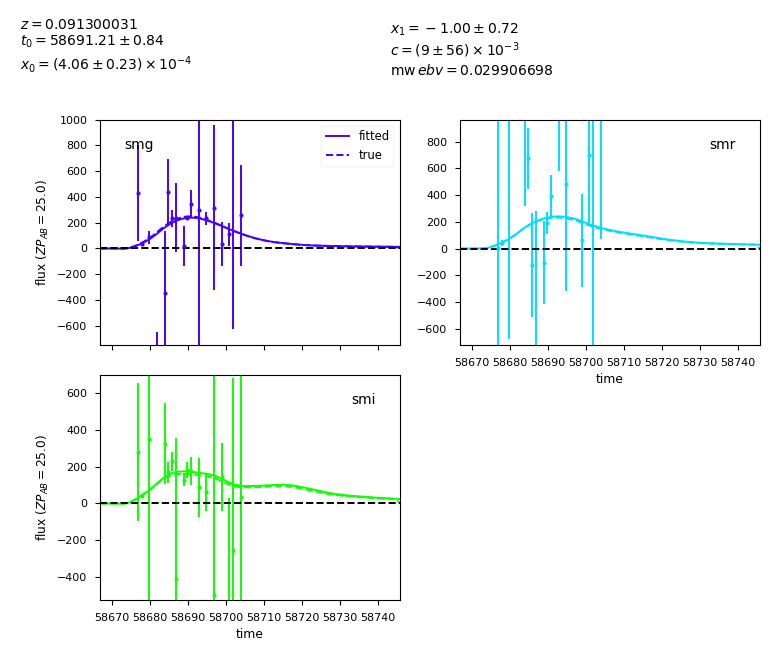 z = 0.091300031
t₀ = 58691.21 ± 0.84
x₀ = (4.06 ± 0.23) × 10⁻⁴
x₁ = −1.00 ± 0.72
c = (9 ± 56) × 10⁻³
mw ebv = 0.029906698
smg
fitted
true
1000
800
600
400
200
0
−200
−400
−600
flux (ZP_AB = 25.0)
smr
800
600
400
200
0
−200
−400
−600
58670 58680 58690 58700 58710 58720 58730 58740
time
smi
600
400
200
0
−200
−400
flux (ZP_AB = 25.0)
58670 58680 58690 58700 58710 58720 58730 58740
time